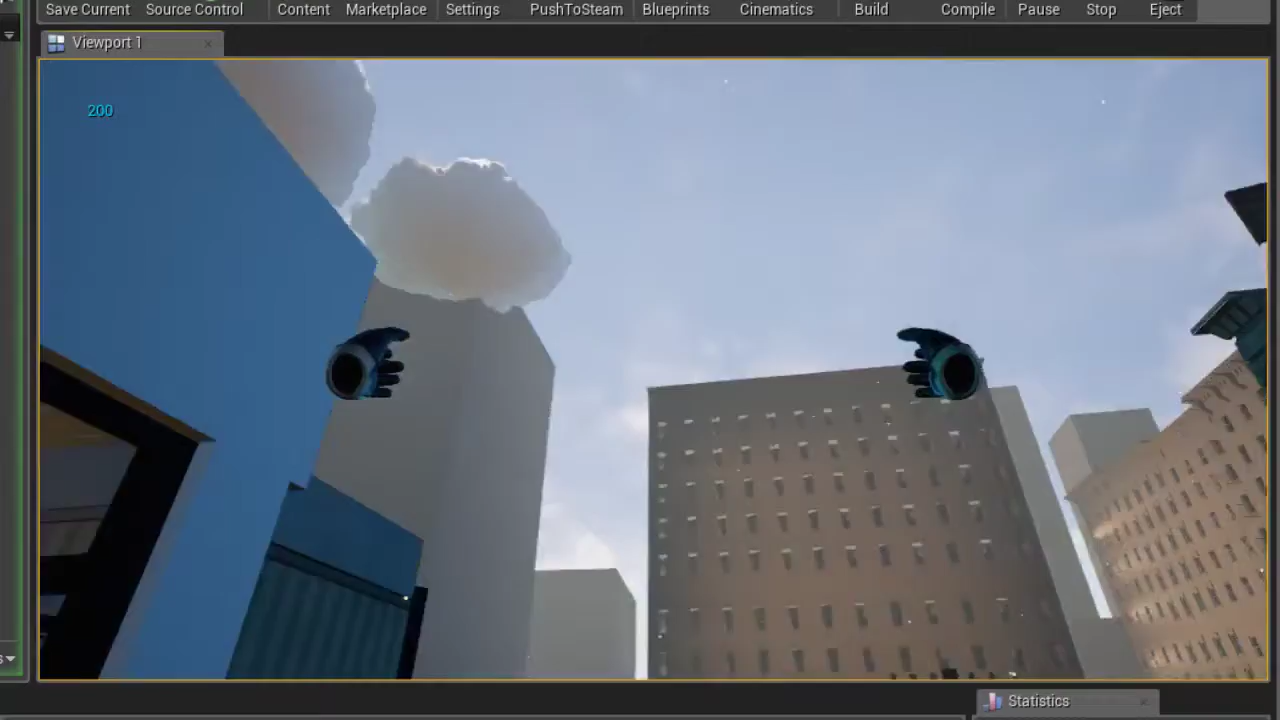 Save Current Source Control Content Marketplace Settings PushToSteam Blueprints Cinematics Build Compile Pause Stop Eject
Viewport 1
200
Statistics